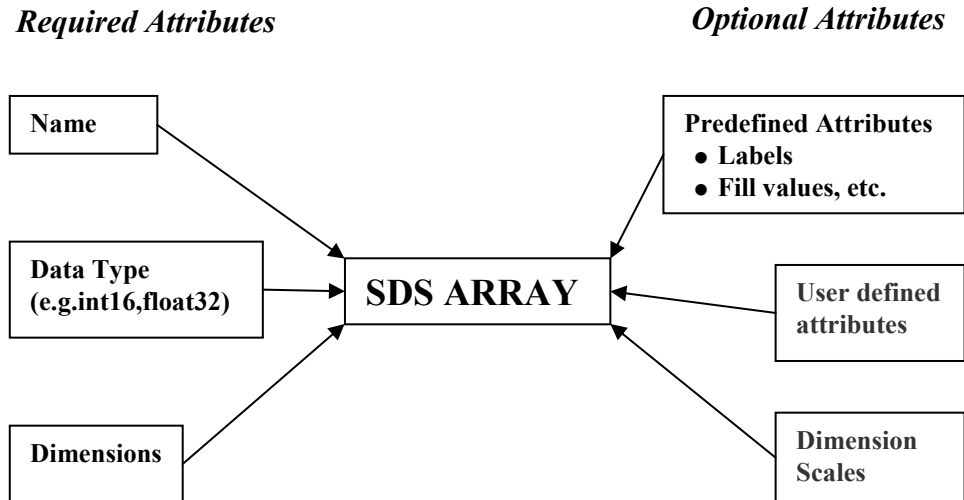 Required Attributes
Optional Attributes
Name
Data Type
(e.g.int16,float32)
Dimensions
SDS ARRAY
Predefined Attributes
● Labels
● Fill values, etc.
User defined
attributes
Dimension
Scales